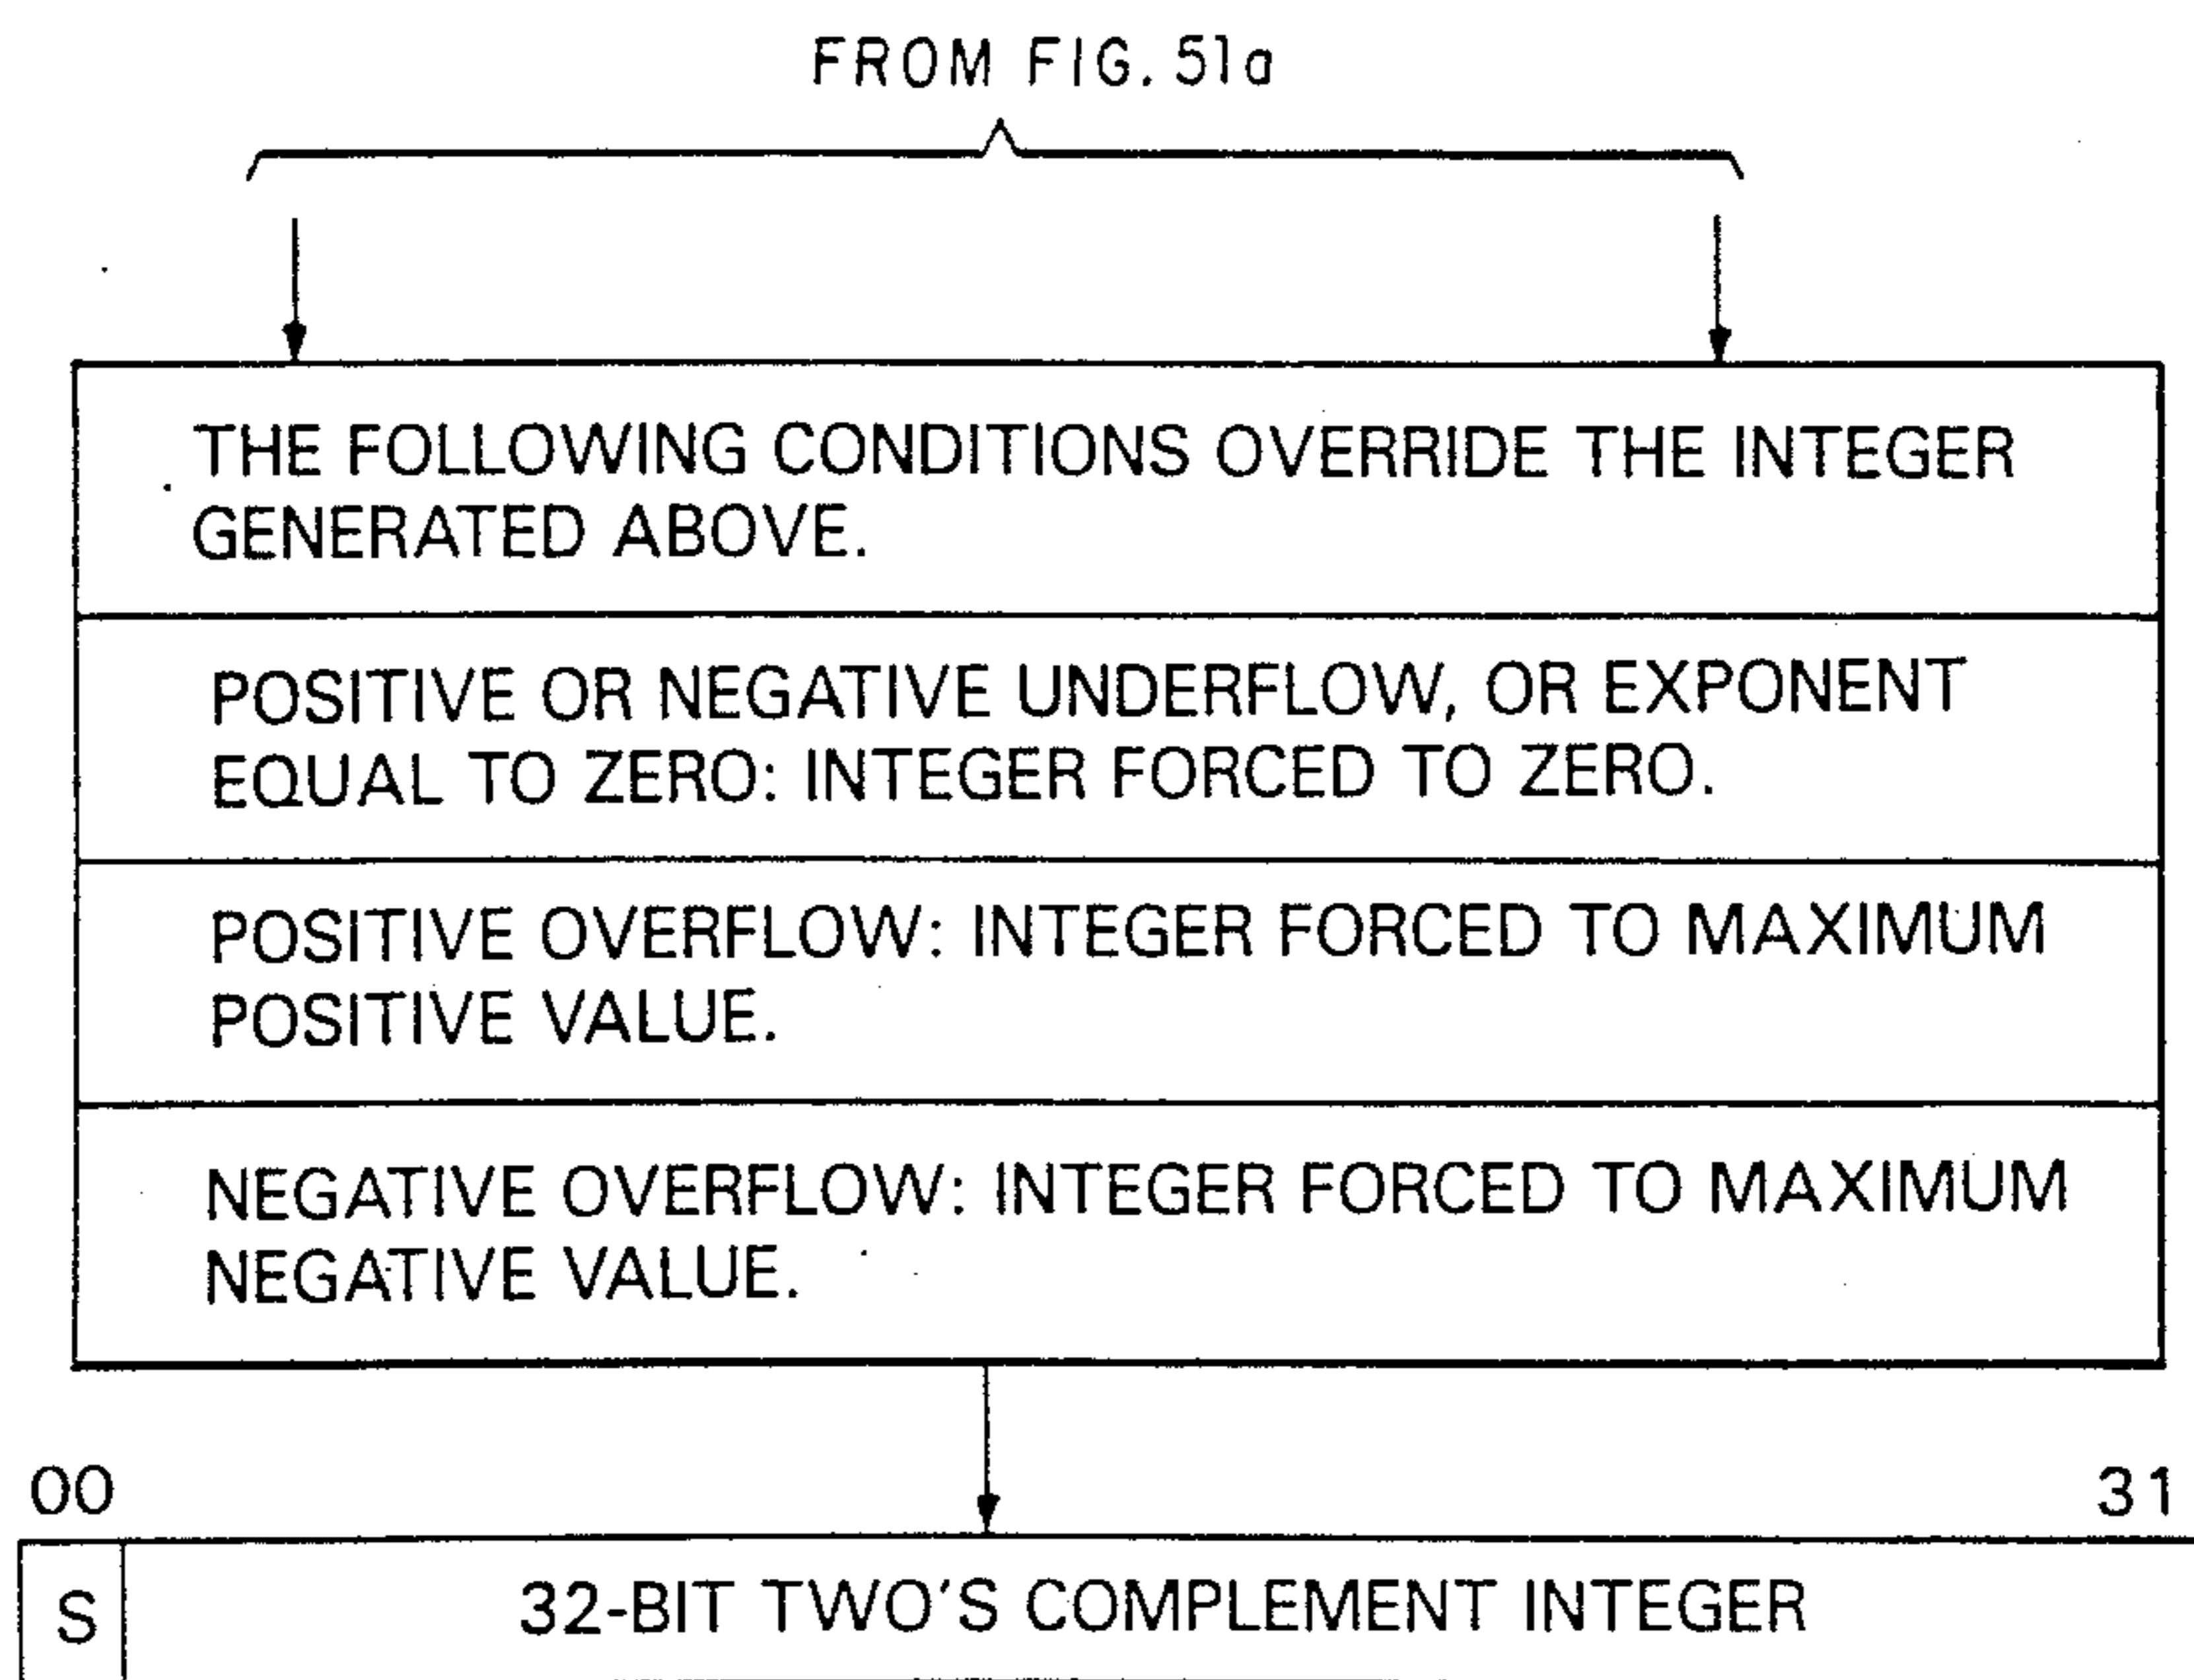 FROM FIG. 51a
THE FOLLOWING CONDITIONS OVERRIDE THE INTEGER
GENERATED ABOVE.
POSITIVE OR NEGATIVE UNDERFLOW, OR EXPONENT
EQUAL TO ZERO: INTEGER FORCED TO ZERO.
POSITIVE OVERFLOW: INTEGER FORCED TO MAXIMUM
POSITIVE VALUE.
NEGATIVE OVERFLOW: INTEGER FORCED TO MAXIMUM
NEGATIVE VALUE.
00 31
S 32-BIT TWO'S COMPLEMENT INTEGER